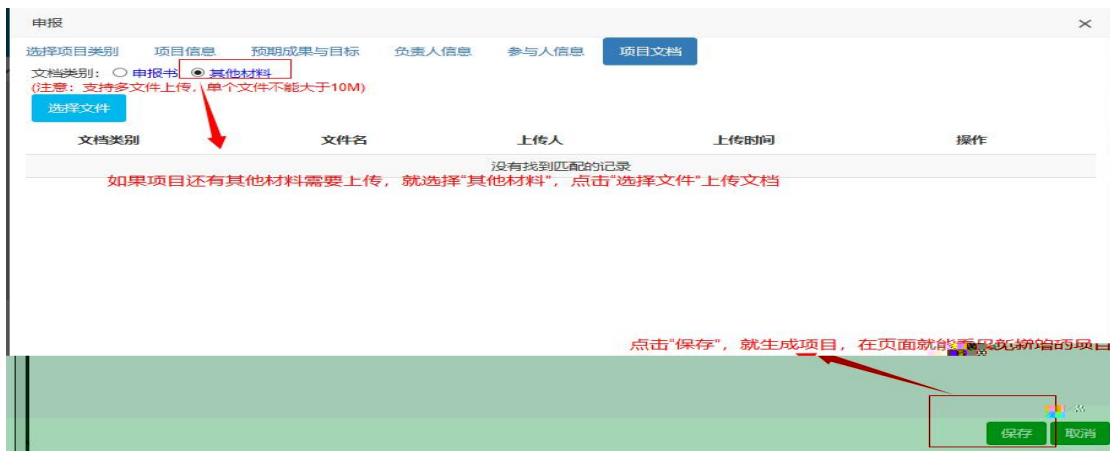 申报 ×
选择项目类别 项目信息 预期成果与目标 负责人信息 参与人信息 项目文档
文档类别: 申报书 其他材料
(注意: 支持多文件上传, 单个文件不能大于10M)
选择文件
文档类别 文件名 上传人 上传时间 操作
没有找到匹配的记录
如果项目还有其他材料需要上传, 就选择"其他材料", 点击"选择文件"上传文档
点击"保存", 就生成项目, 在页面就能看见新增的项目
保存 取消